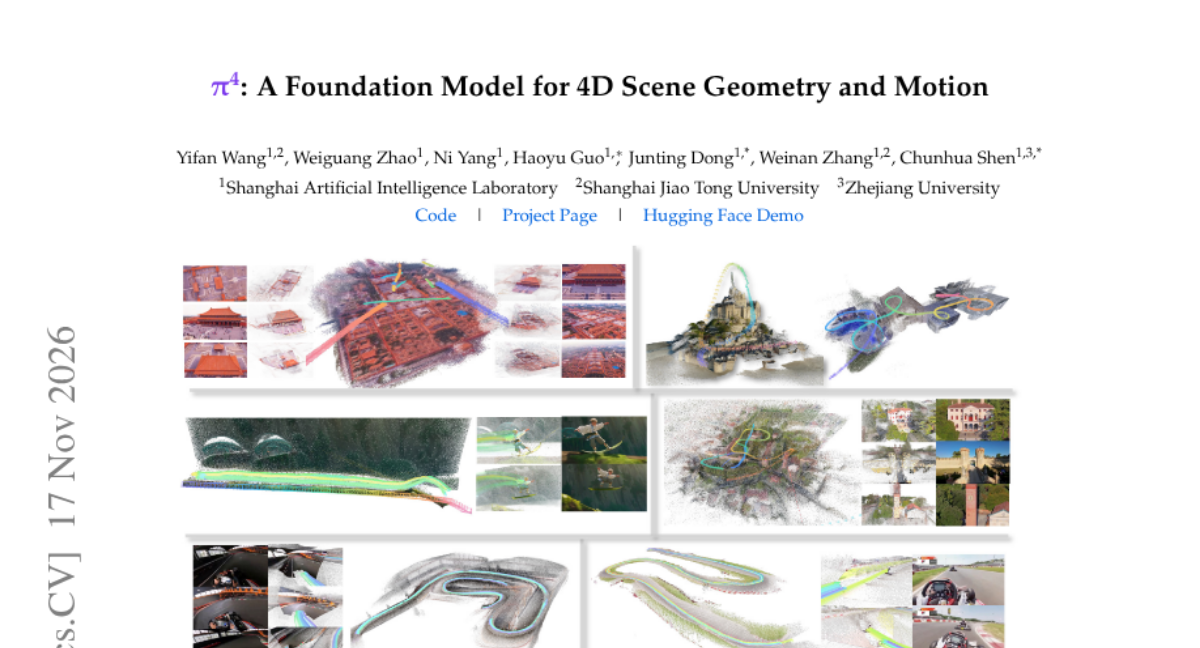 π⁴: A Foundation Model for 4D Scene Geometry and Motion
Yifan Wang¹,², Weiguang Zhao¹, Ni Yang¹, Haoyu Guo¹,*, Junting Dong¹,*, Weinan Zhang¹,², Chunhua Shen¹,³,*
¹Shanghai Artificial Intelligence Laboratory ²Shanghai Jiao Tong University ³Zhejiang University
Code | Project Page | Hugging Face Demo
cs.CV] 17 Nov 2026